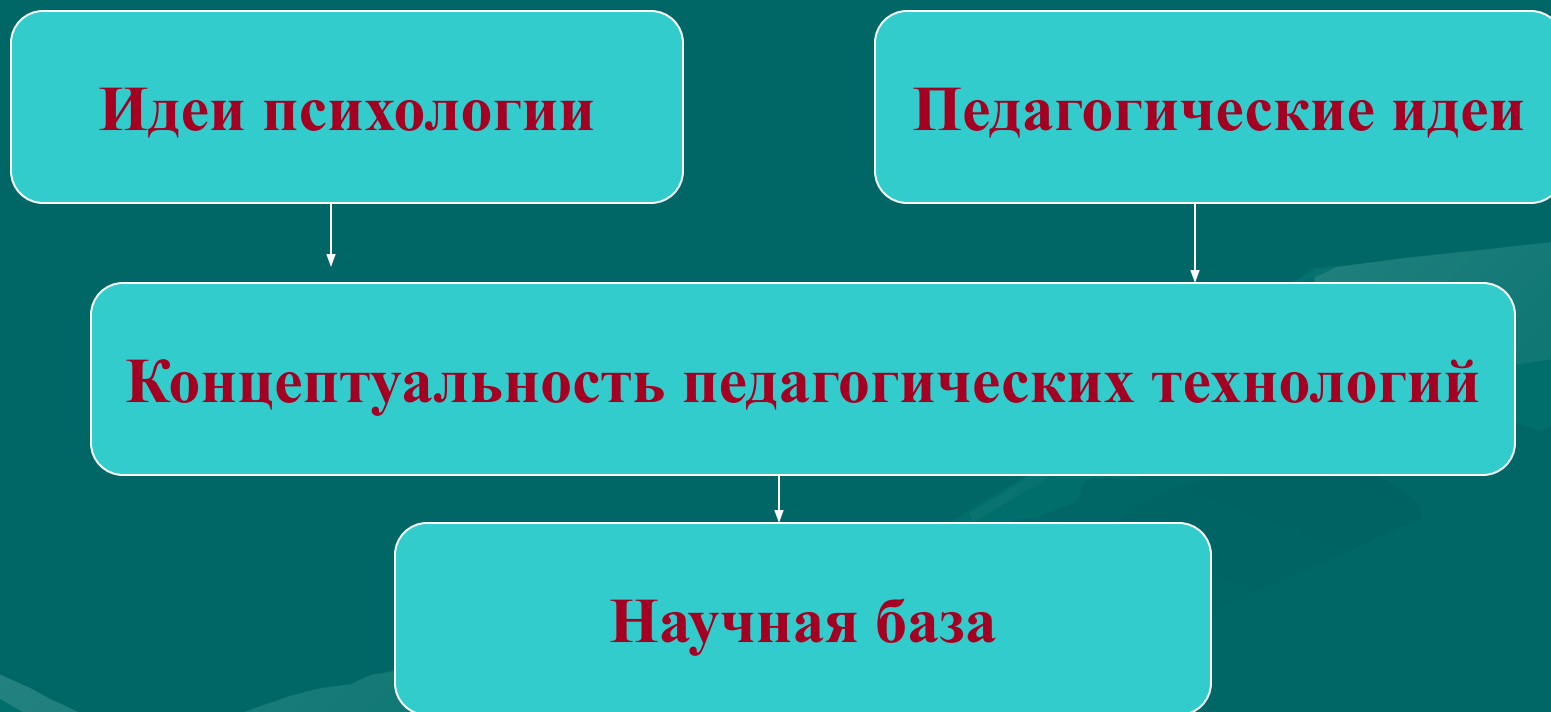 Идеи психологии
Педагогические идеи
Концептуальность педагогических технологий
Научная база